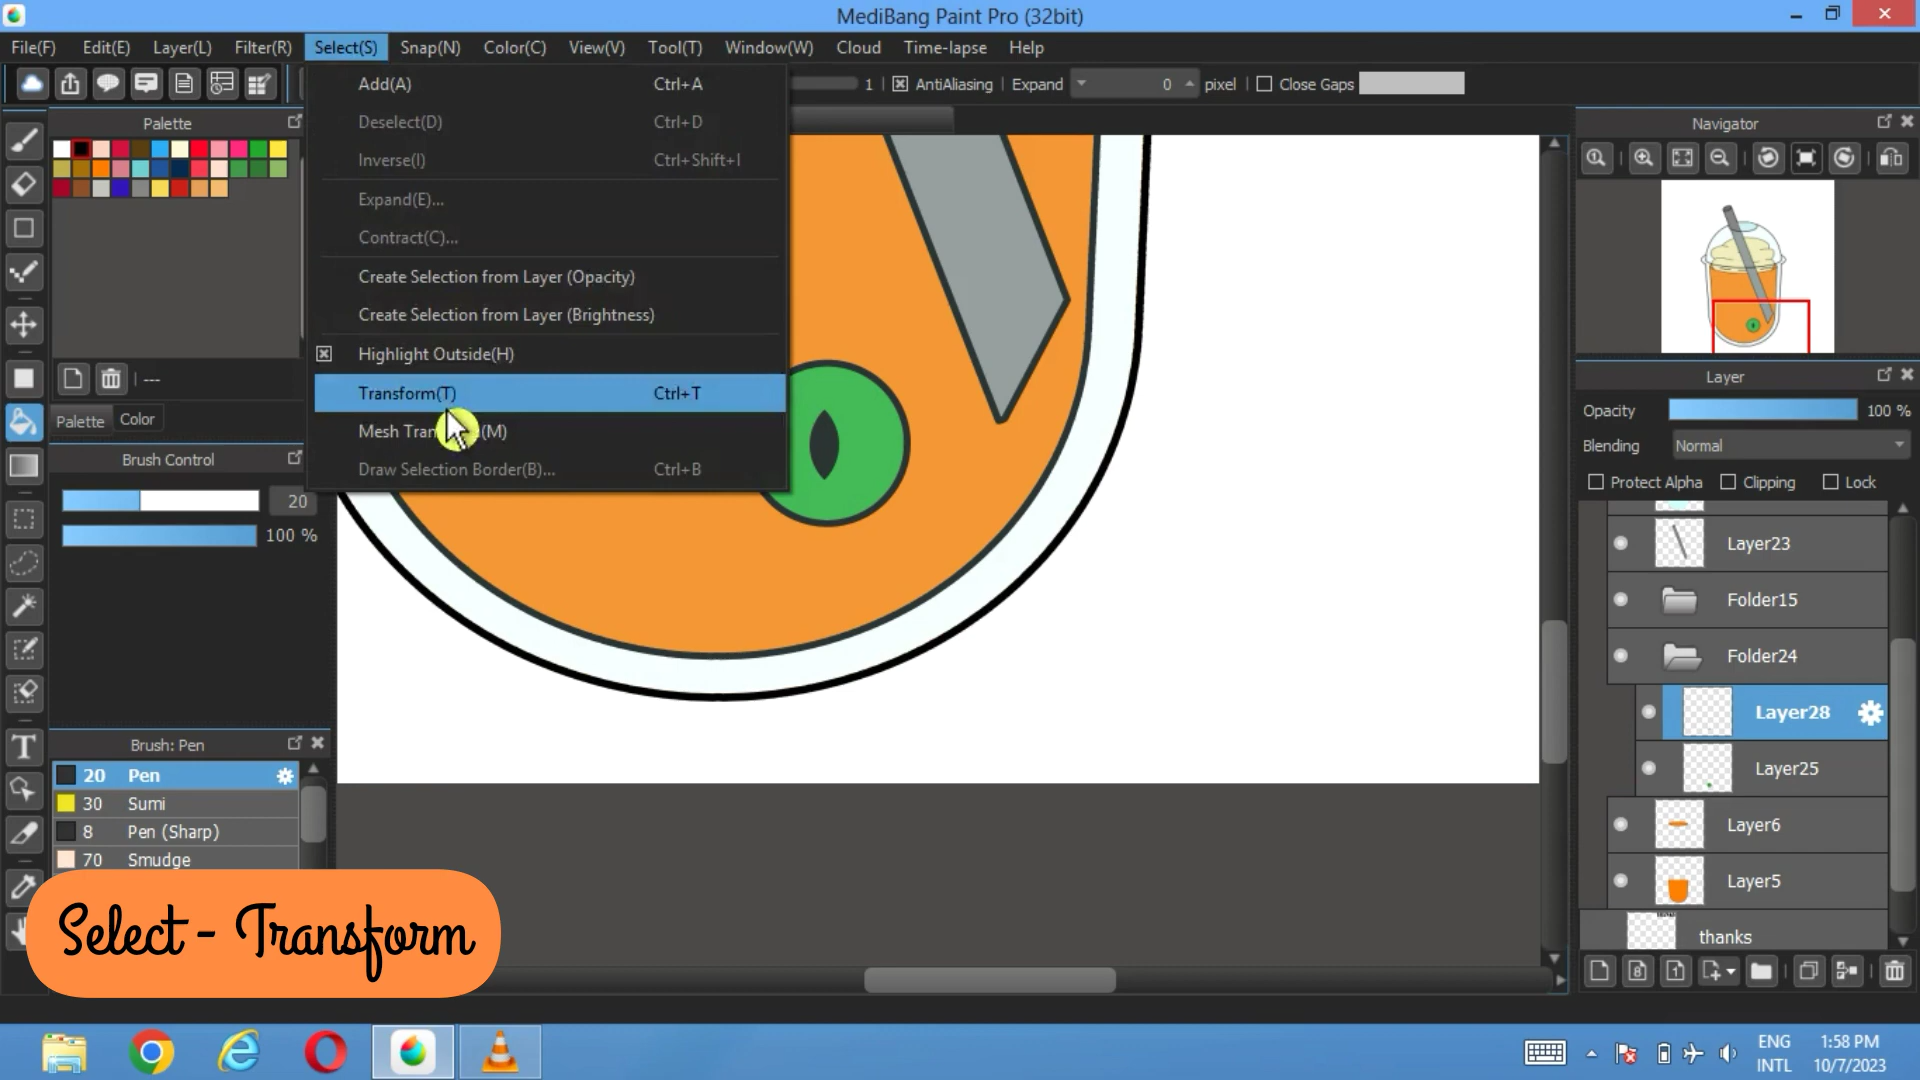 MediBang Paint Pro (32bit)
File(F) Edit(E) Layer(L) Filter(R) Select(S) Snap(N) Color(C) View(V) Tool(T) Window(W) Cloud Time-lapse Help
Add(A) Ctrl+A
Deselect(D) Ctrl+D
Inverse(I) Ctrl+Shift+I
Expand(E)...
Contract(C)...
Create Selection from Layer (Opacity)
Create Selection from Layer (Brightness)
Highlight Outside(H)
Transform(T) Ctrl+T
Mesh Tran (M)
Draw Selection Border(B)... Ctrl+B
1 AntiAliasing Expand 0 pixel Close Gaps
Palette
---
Palette Color
Brush Control
20
100 %
Brush: Pen
20 Pen
30 Sumi
8 Pen (Sharp)
70 Smudge
Select - Transform
Navigator
Layer
Opacity 100 %
Blending Normal
Protect Alpha Clipping Lock
Layer23
Folder15
Folder24
Layer28
Layer25
Layer6
Layer5
thanks
ENG
INTL
1:58 PM
10/7/2023